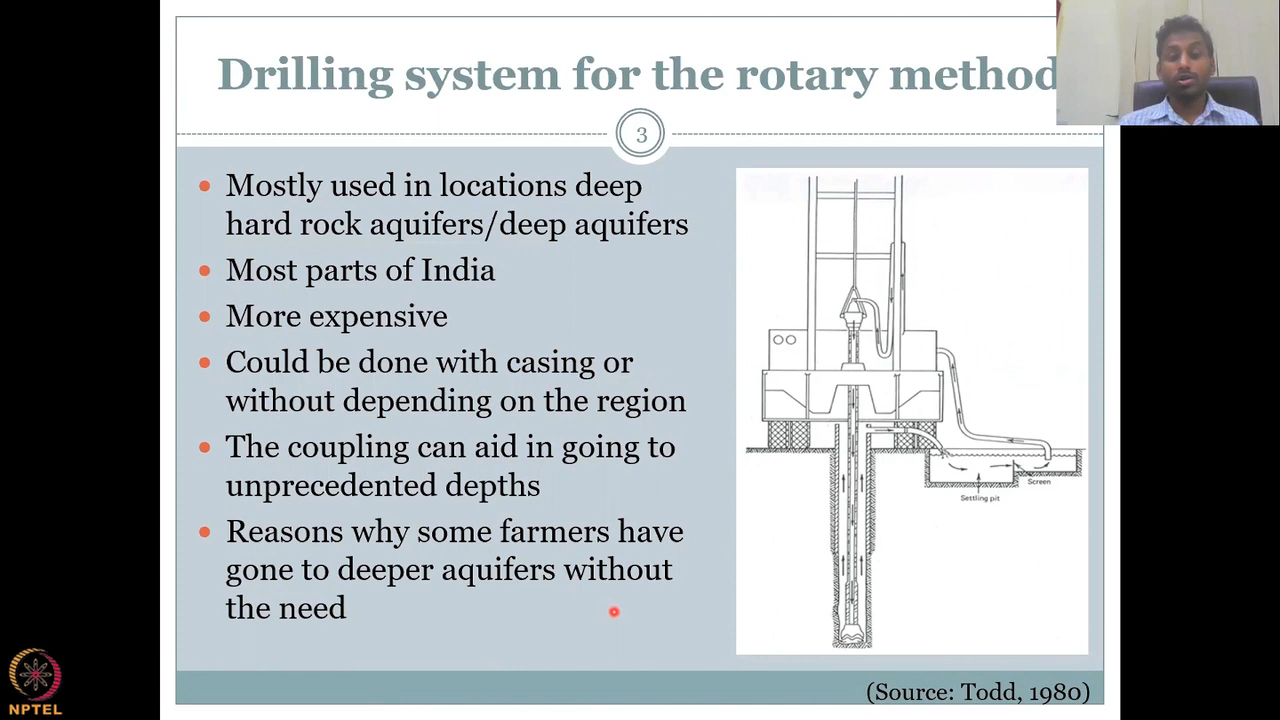 Drilling system for the rotary method
3
Mostly used in locations deep
hard rock aquifers/deep aquifers
Most parts of India
More expensive
Could be done with casing or
without depending on the region
The coupling can aid in going to
unprecedented depths
Reasons why some farmers have
gone to deeper aquifers without
the need
Screen
Settling pit
(Source: Todd, 1980)
NPTEL